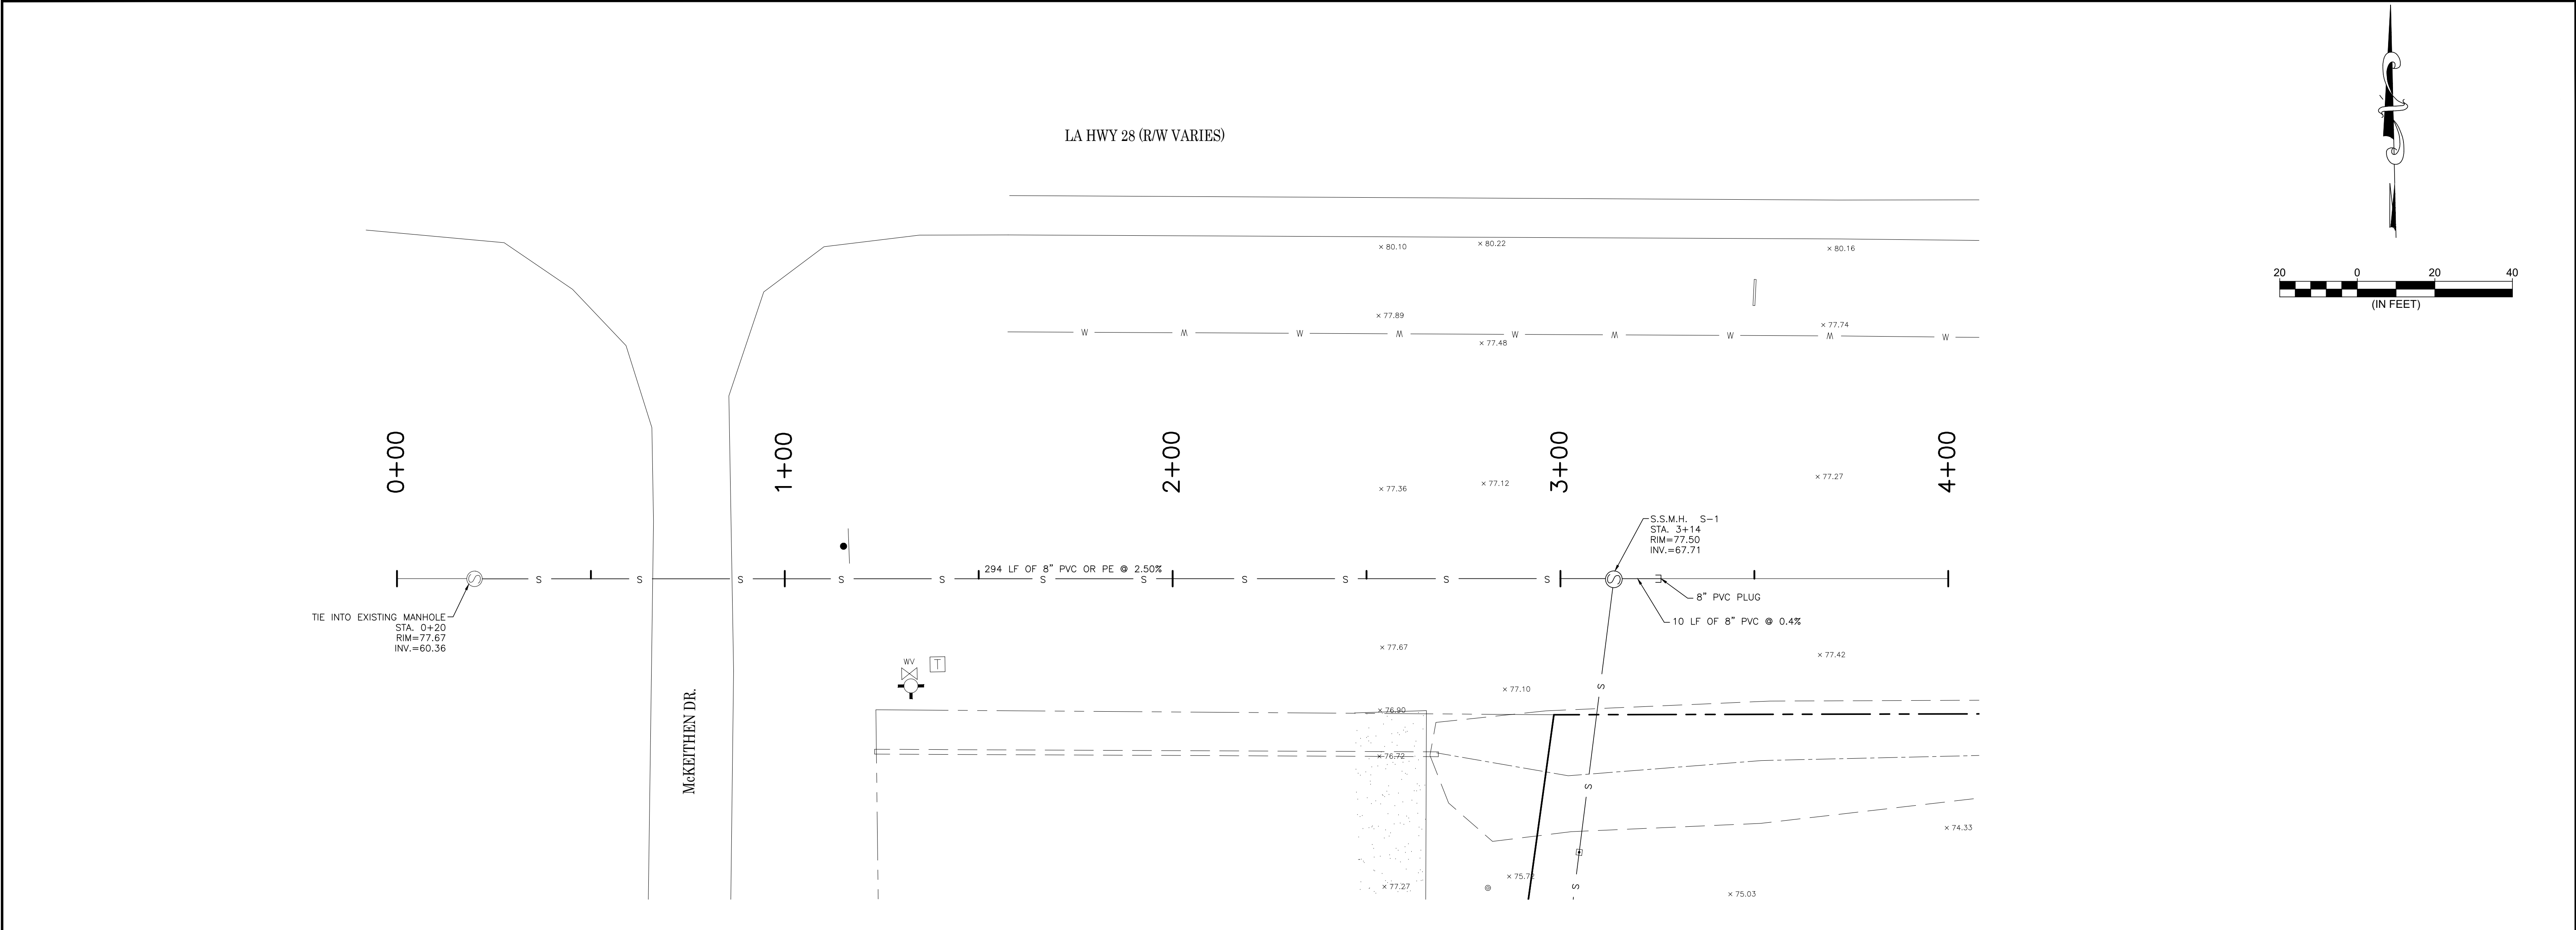 LA HWY 28 (R/W VARIES)
20 0 20 40
(IN FEET)
× 80.10
× 80.22
× 80.16
× 77.89
× 77.74
W W W W W W W W W
× 77.48
0+00
1+00
2+00
3+00
4+00
× 77.36
× 77.12
× 77.27
S.S.M.H. S-1
STA. 3+14
RIM=77.50
INV.=67.71
294 LF OF 8" PVC OR PE @ 2.50%
S S S S S S S S S S S
8" PVC PLUG
10 LF OF 8" PVC @ 0.4%
TIE INTO EXISTING MANHOLE
STA. 0+20
RIM=77.67
INV.=60.36
× 77.67
× 77.42
WV
T
McKEITHEN DR.
× 77.10
S
× 76.90
× 76.72
S
× 74.33
× 75.72
S
× 77.27
× 75.03
N